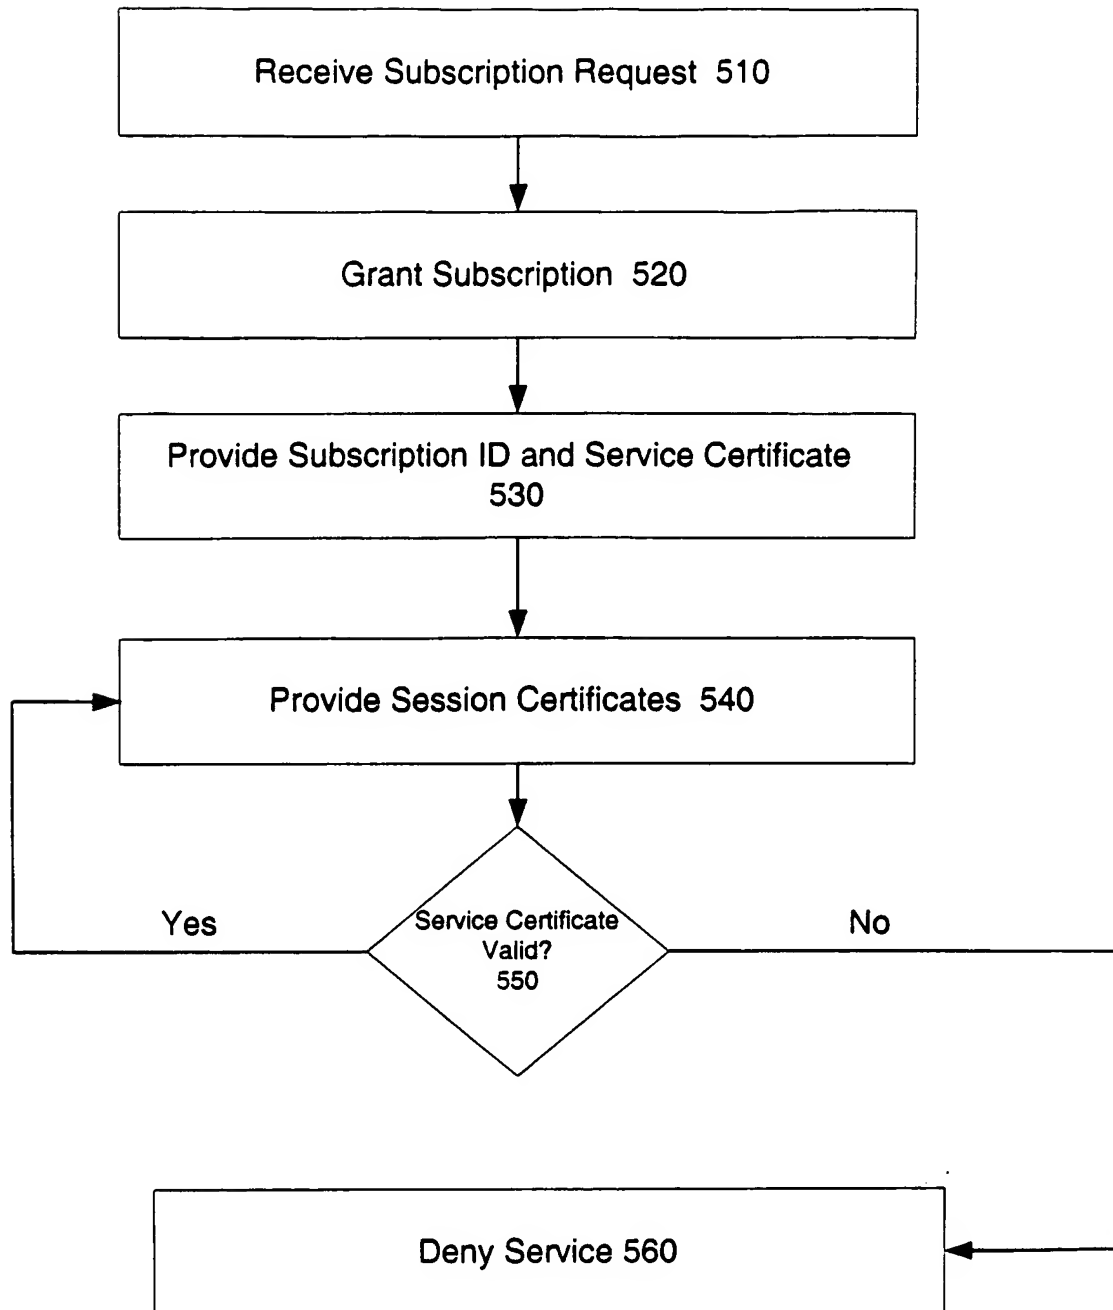 Receive Subscription Request 510
Grant Subscription 520
Provide Subscription ID and Service Certificate
530
Provide Session Certificates 540
Yes
Service Certificate
Valid?
550
No
Deny Service 560